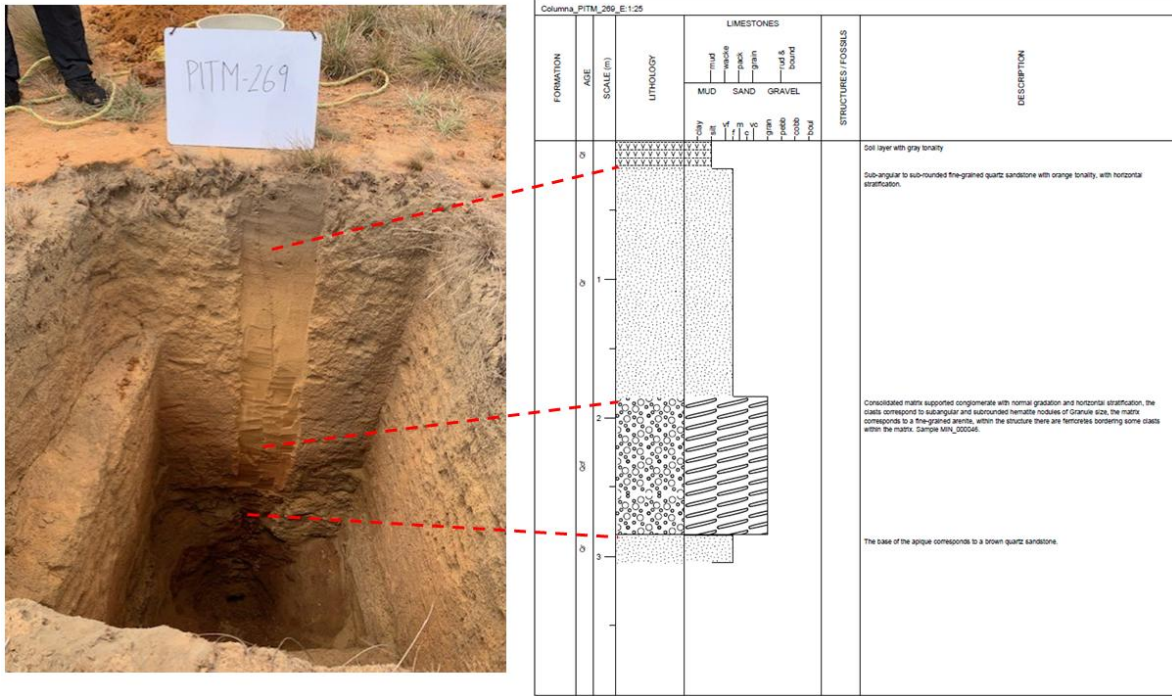 PITM-269
Columna_PITM_269_E:1:25
FORMATION
AGE
SCALE (m)
LITHOLOGY
LIMESTONES
mud
wacke
pack
grain
rud & bound
MUD SAND GRAVEL
clay
silt
vf
f
m
c
vc
gran
pebb
cobb
boul
STRUCTURES / FOSSILS
DESCRIPTION
Soil layer with gray tonality
Sub-angular to sub-rounded fine-grained quartz sandstone with orange tonality, with horizontal
stratification.
1
Consolidated matrix supported conglomerate with normal gradation and horizontal stratification, the
clasts correspond to subangular and subrounded hematite nodules of Granule size, the matrix
corresponds to a fine-grained arenite, within the structure there are ferricretes bordering some clasts
within the matrix. Sample MIN_000046.
2
The base of the apique corresponds to a brown quartz sandstone.
3